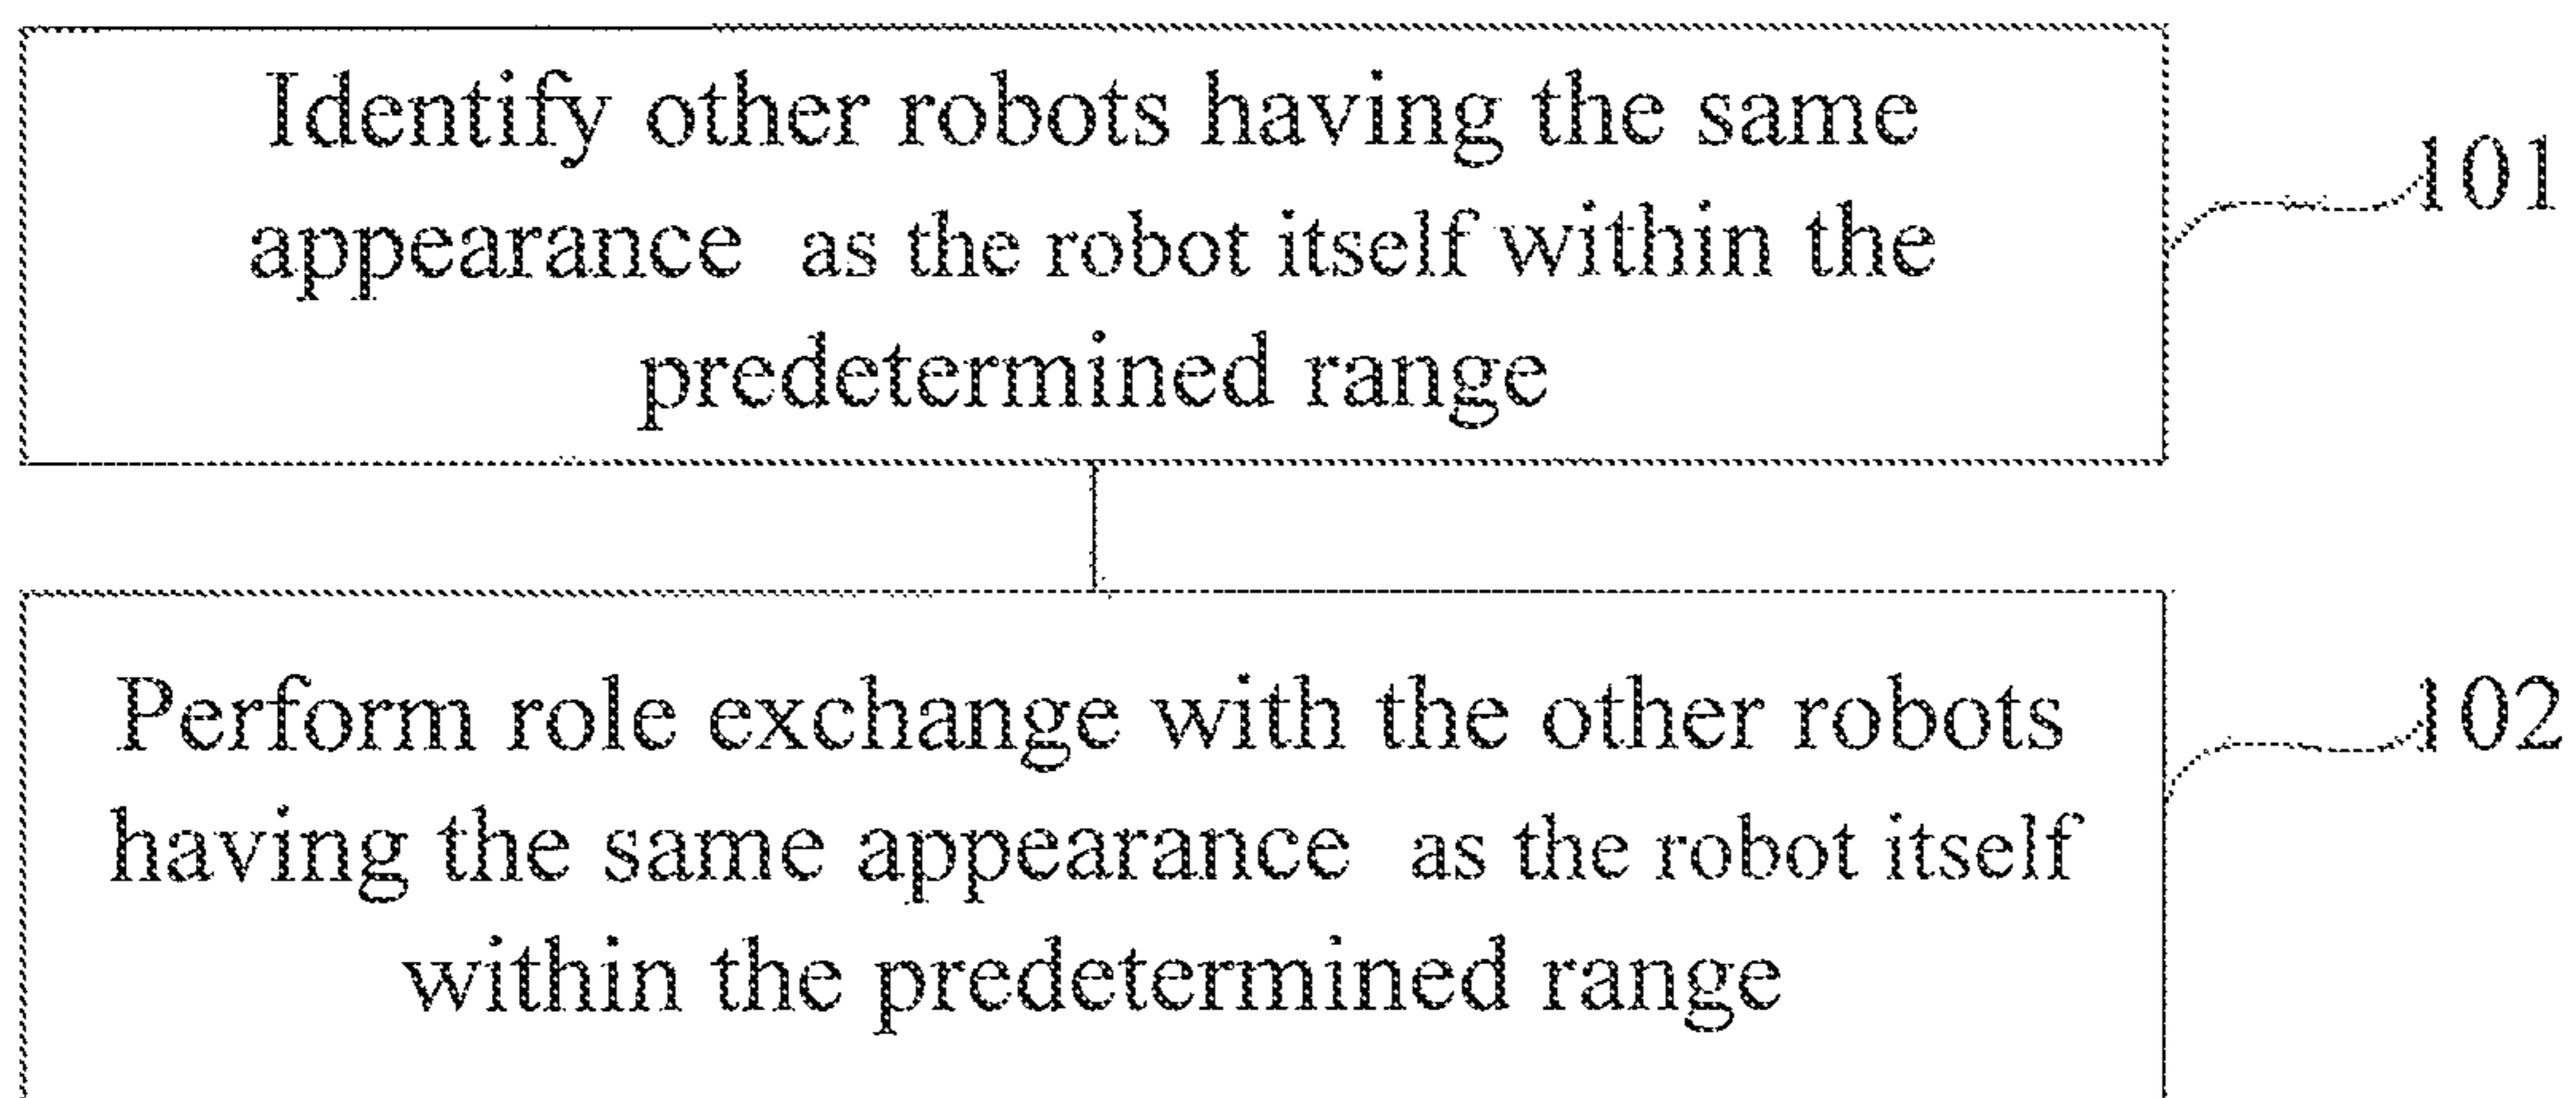 Identify other robots having the same
appearance as the robot itself within the
predetermined range
101
Perform role exchange with the other robots
having the same appearance as the robot itself
within the predetermined range
102